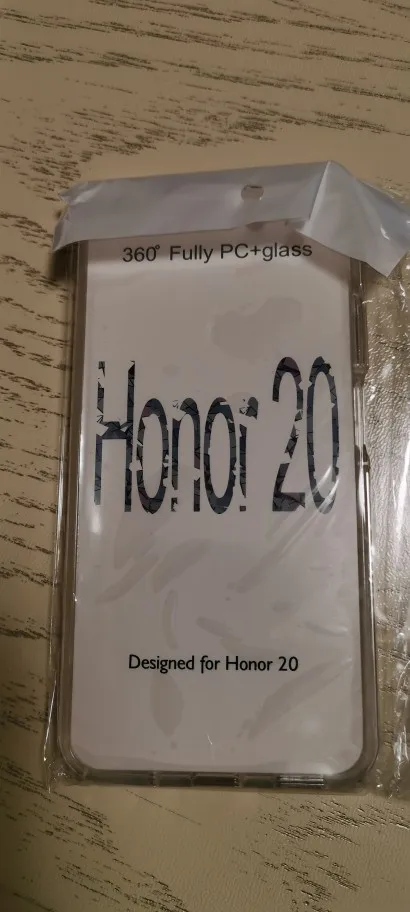 360° Fully PC+glass
Honor 20
Designed for Honor 20